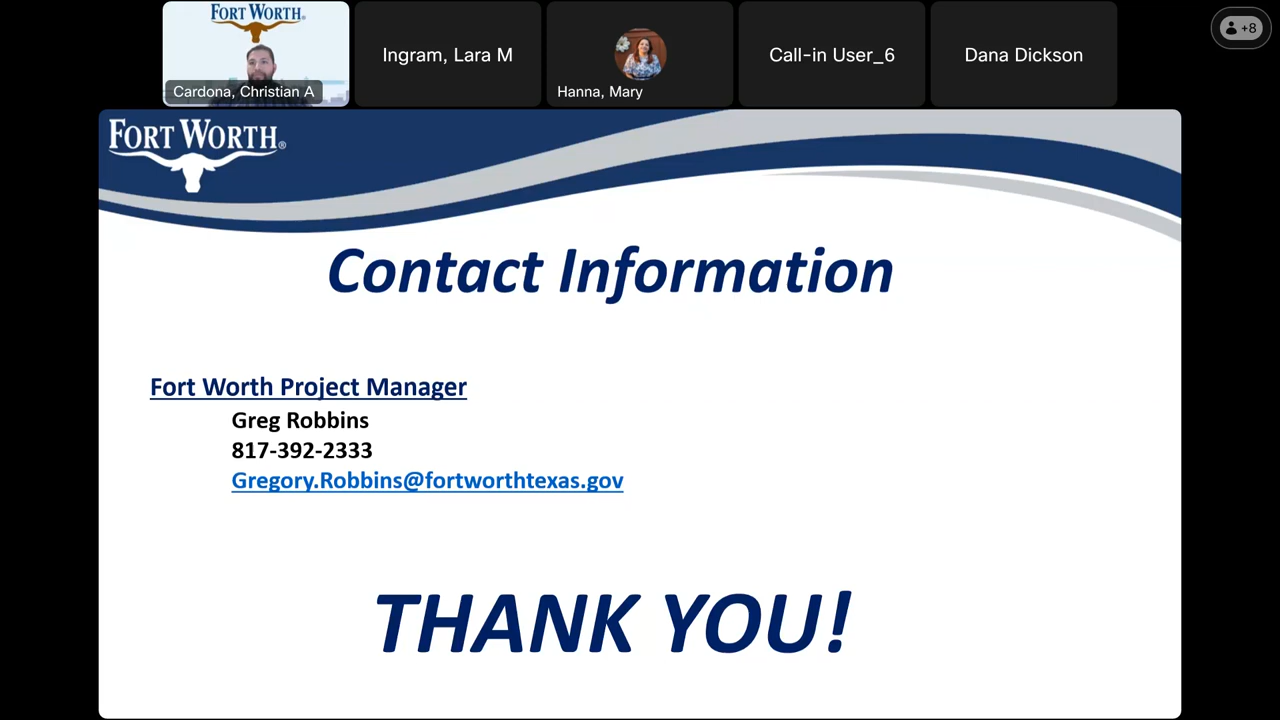 FORT WORTH®
Cardona, Christian A
Ingram, Lara M
Hanna, Mary
Call-in User_6
Dana Dickson
+8
FORT WORTH®
Contact Information
Fort Worth Project Manager
Greg Robbins
817-392-2333
Gregory.Robbins@fortworthtexas.gov
THANK YOU!